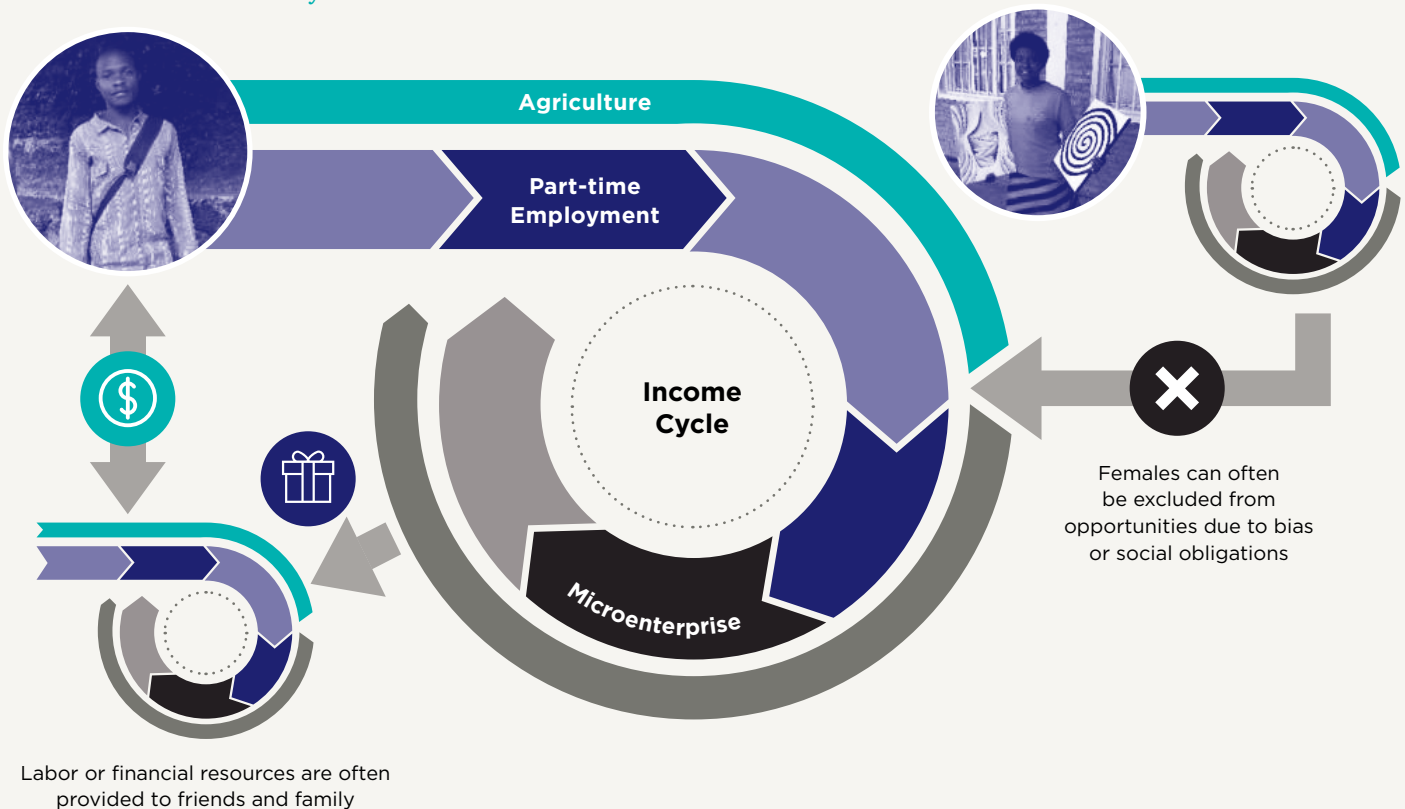 Agriculture
Part-time
Employment
Income
Cycle
Microenterprise
Females can often
be excluded from
opportunities due to bias
or social obligations
Labor or financial resources are often
provided to friends and family